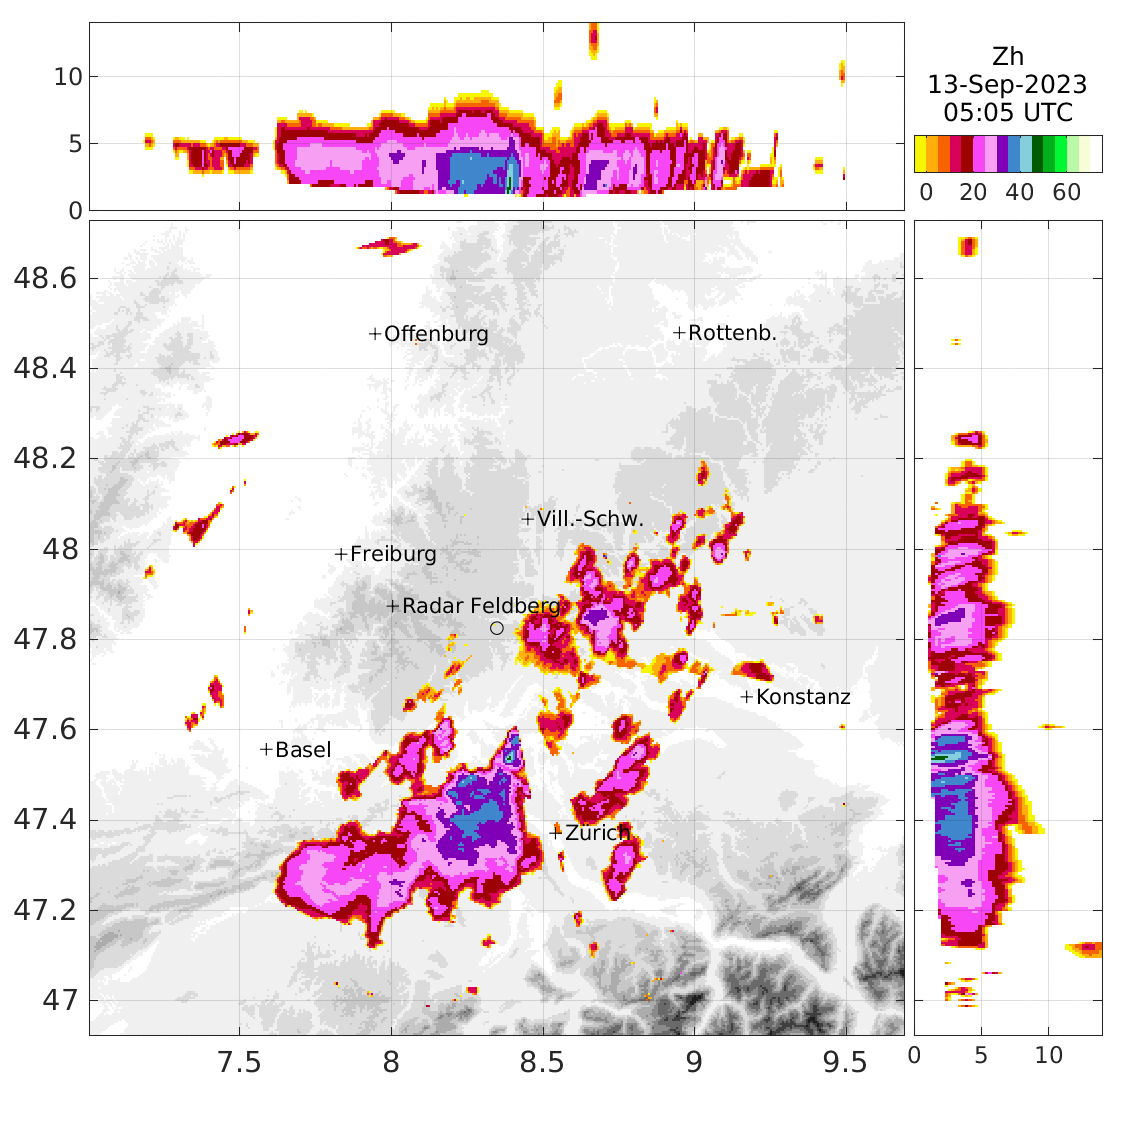 10
5
0
Zh
13-Sep-2023
05:05 UTC
0 20 40 60
48.6
48.4
48.2
48
47.8
47.6
47.4
47.2
47
+Offenburg
+Rottenb.
+Vill.-Schw.
+Freiburg
+Radar Feldberg
+Konstanz
+Basel
+Zürich
7.5 8 8.5 9 9.5
0 5 10